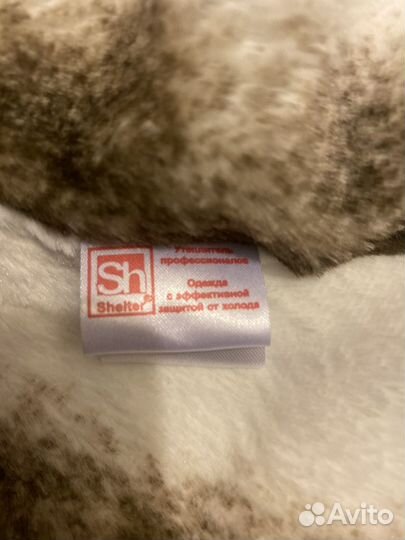 Sh
Shelter®
Утеплитель
профессионалов
Одежда
с эффективной
защитой от холода
Avito